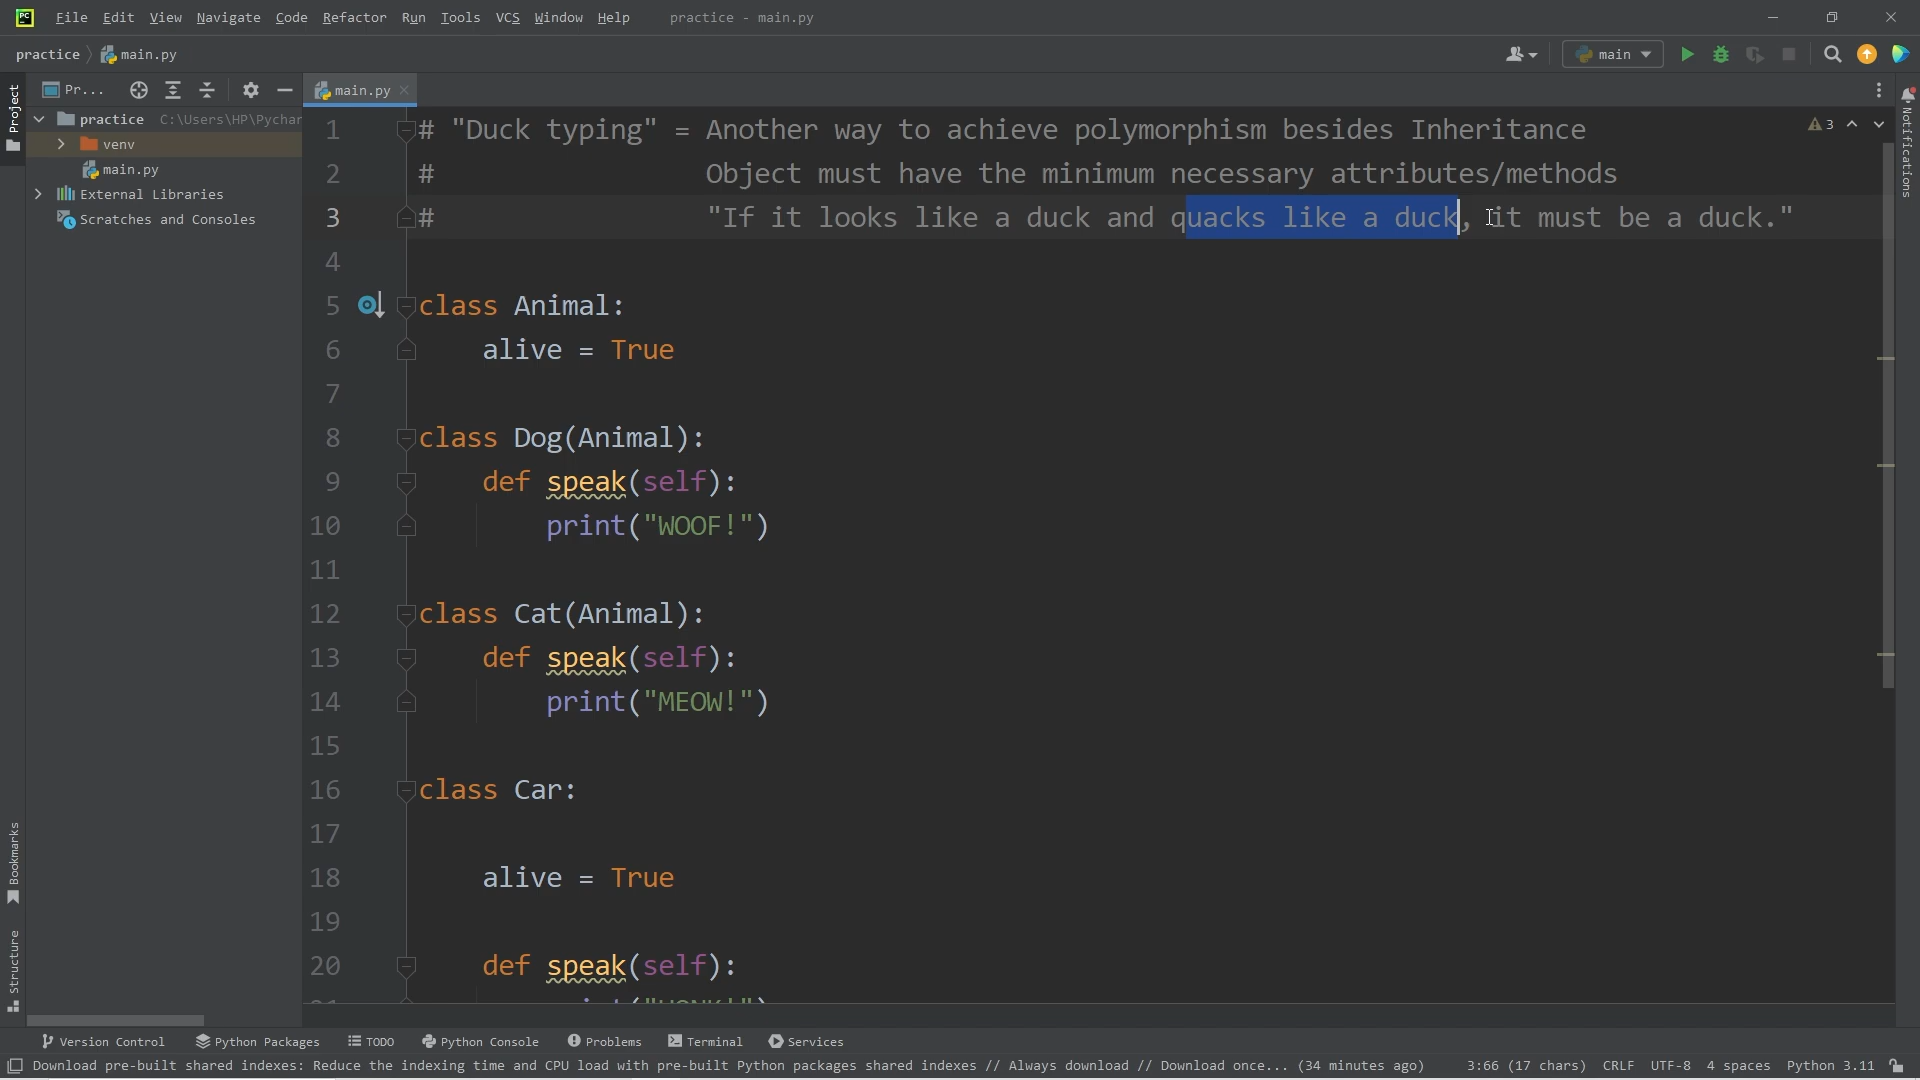 File Edit View Navigate Code Refactor Run Tools VCS Window Help practice - main.py
practice main.py main
Project Pr... main.py
practice C:\Users\HP\Pychar
venv
main.py
External Libraries
Scratches and Consoles
Notifications
3
1 # "Duck typing" = Another way to achieve polymorphism besides Inheritance
2 # Object must have the minimum necessary attributes/methods
3 # "If it looks like a duck and quacks like a duck, it must be a duck."
4
5 class Animal:
6 alive = True
7
8 class Dog(Animal):
9 def speak(self):
10 print("WOOF!")
11
12 class Cat(Animal):
13 def speak(self):
14 print("MEOW!")
15
16 class Car:
17
18 alive = True
19
20 def speak(self):
Bookmarks
Structure
Version Control Python Packages TODO Python Console Problems Terminal Services
Download pre-built shared indexes: Reduce the indexing time and CPU load with pre-built Python packages shared indexes // Always download // Download once... (34 minutes ago) 3:66 (17 chars) CRLF UTF-8 4 spaces Python 3.11